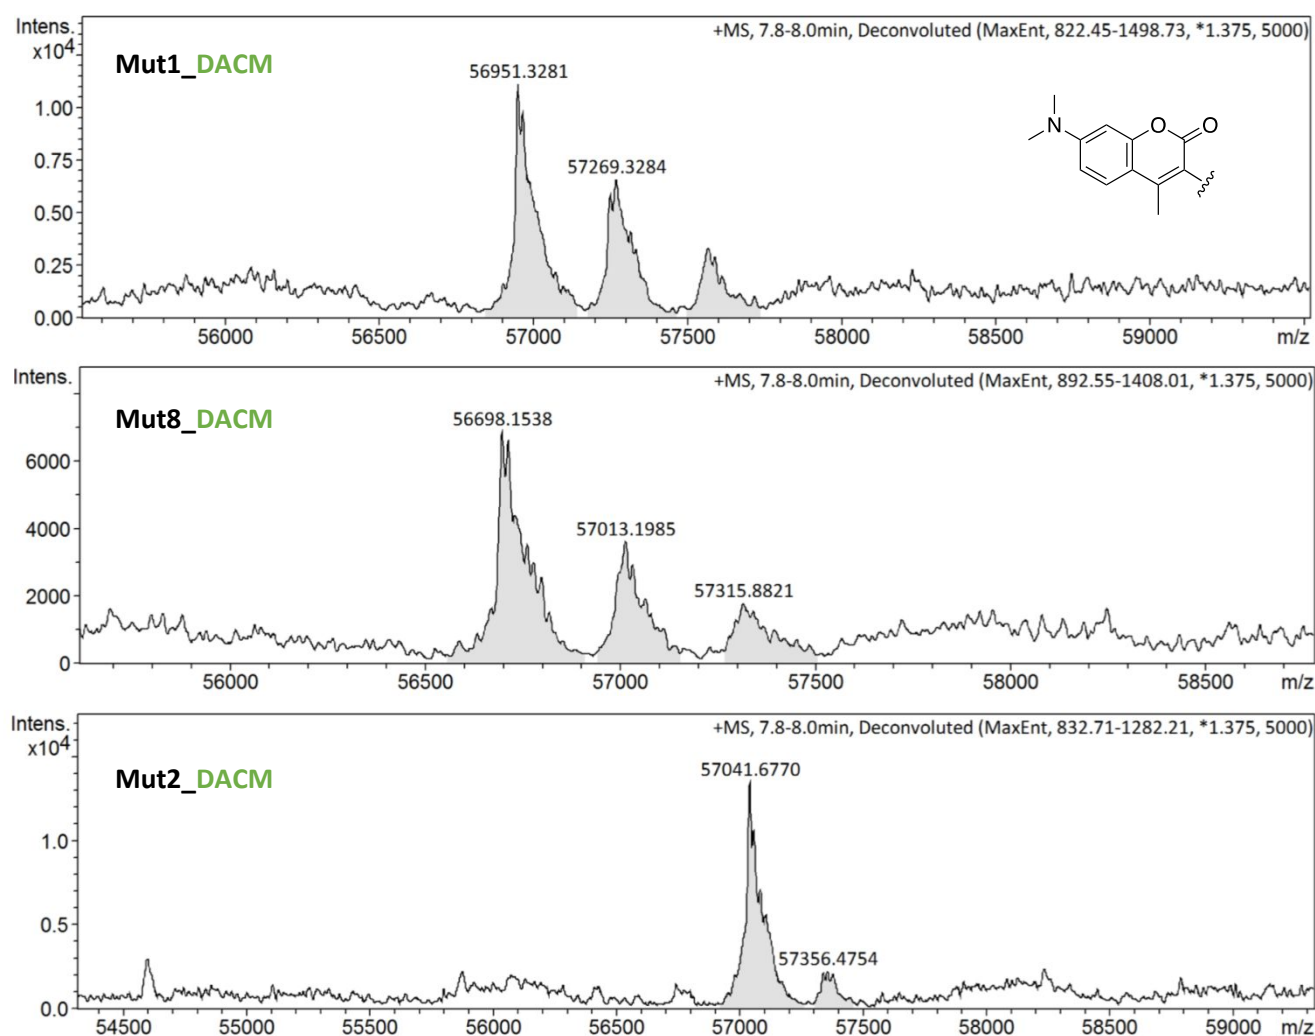 Intens.
x10⁴
+MS, 7.8-8.0min, Deconvoluted (MaxEnt, 822.45-1498.73, *1.375, 5000)
Mut1_DACM
56951.3281
57269.3284
1.00
0.75
0.50
0.25
0.00
N
O
O
56000 56500 57000 57500 58000 58500 59000 m/z
Intens.
+MS, 7.8-8.0min, Deconvoluted (MaxEnt, 892.55-1408.01, *1.375, 5000)
Mut8_DACM
56698.1538
57013.1985
57315.8821
6000
4000
2000
0
56000 56500 57000 57500 58000 58500 m/z
Intens.
x10⁴
+MS, 7.8-8.0min, Deconvoluted (MaxEnt, 832.71-1282.21, *1.375, 5000)
Mut2_DACM
57041.6770
57356.4754
1.0
0.5
0.0
54500 55000 55500 56000 56500 57000 57500 58000 58500 59000 m/z